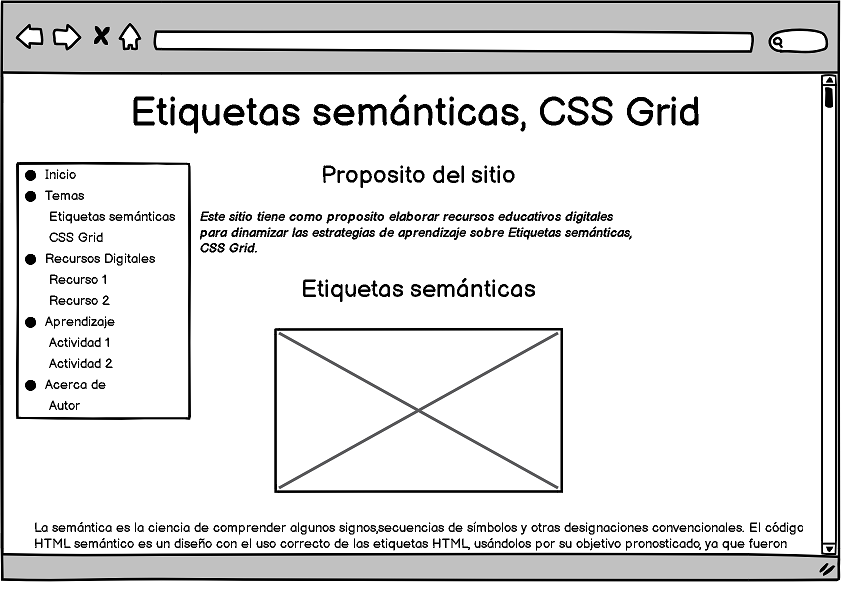 Etiquetas semánticas, CSS Grid
Inicio
Temas
Etiquetas semánticas
CSS Grid
Recursos Digitales
Recurso 1
Recurso 2
Aprendizaje
Actividad 1
Actividad 2
Acerca de
Autor
Proposito del sitio
Este sitio tiene como proposito elaborar recursos educativos digitales
para dinamizar las estrategias de aprendizaje sobre Etiquetas semánticas,
CSS Grid.
Etiquetas semánticas
La semántica es la ciencia de comprender algunos signos,secuencias de símbolos y otras designaciones convencionales. El código
HTML semántico es un diseño con el uso correcto de las etiquetas HTML, usándolos por su objetivo pronosticado, ya que fueron